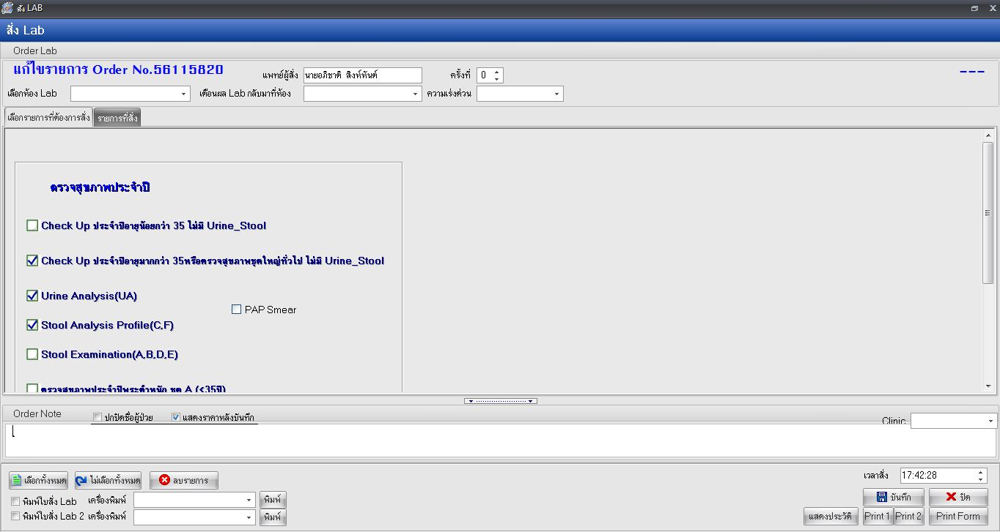 สั่ง LAB
สั่ง Lab
Order Lab
แก้ไขรายการ Order No.56115820 แพทย์ผู้สั่ง นายอภิชาติ สิงห์หันต์ ครั้งที่ 0 ---
เลือกห้อง Lab เตือนผล Lab กลับมาที่ห้อง ความเร่งด่วน
เลือกรายการที่ต้องการสั่ง รายการที่สั่ง
ตรวจสุขภาพประจำปี
Check Up ประจำปีอายุน้อยกว่า 35 ไม่มี Urine_Stool
Check Up ประจำปีอายุมากกว่า 35หรือตรวจสุขภาพชุดใหญ่ทั่วไป ไม่มี Urine_Stool
Urine Analysis(UA)
PAP Smear
Stool Analysis Profile(C,F)
Stool Examination(A,B,D,E)
ตรวจสุขภาพประจำปีพระตำหนัก ชุด A (<35ปี)
Order Note ปกปิดชื่อผู้ป่วย แสดงราคาหลังบันทึก Clinic
เลือกทั้งหมด ไม่เลือกทั้งหมด ลบรายการ เวลาสั่ง 17:42:28
พิมพ์ใบสั่ง Lab เครื่องพิมพ์ พิมพ์ บันทึก ปิด
พิมพ์ใบสั่ง Lab 2 เครื่องพิมพ์ พิมพ์ แสดงประวัติ Print 1 Print 2 Print Form